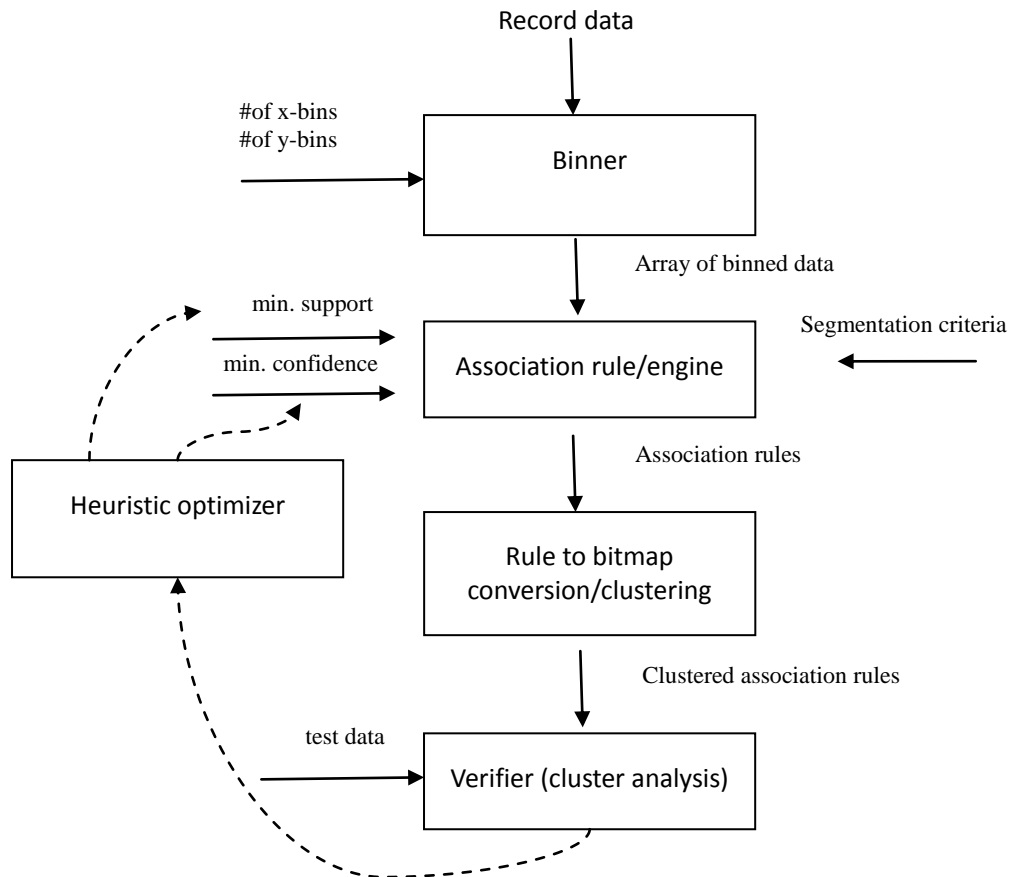 Record data
#of x-bins
#of y-bins
Binner
Array of binned data
min. support
Segmentation criteria
min. confidence
Association rule/engine
Association rules
Heuristic optimizer
Rule to bitmap
conversion/clustering
Clustered association rules
test data
Verifier (cluster analysis)